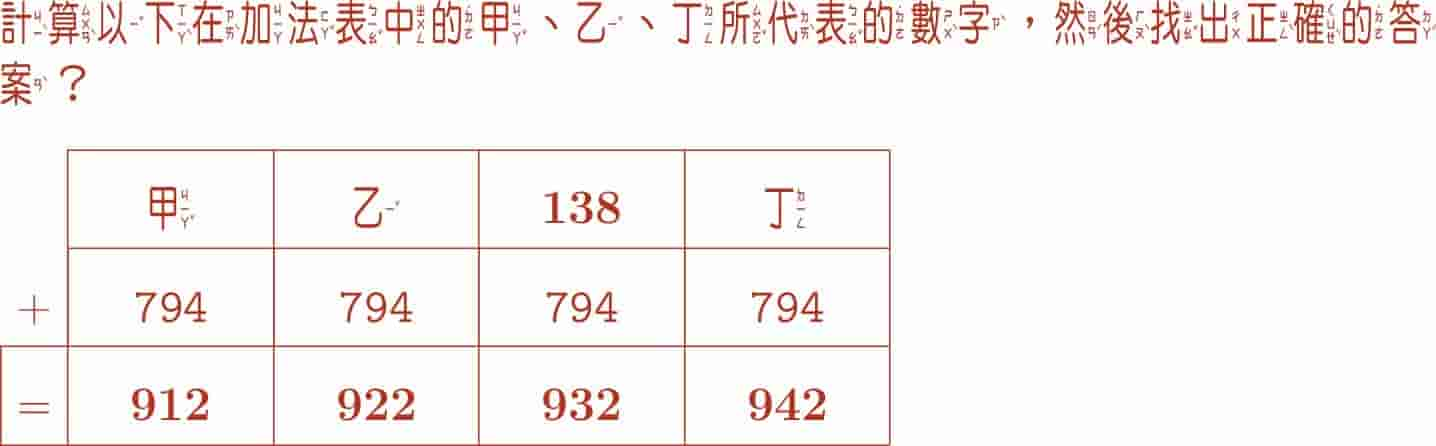 計算以下在加法表中的甲、乙、丁所代表的數字，然後找出正確的答
案？
甲 乙 138 丁
+ 794 794 794 794
= 912 922 932 942